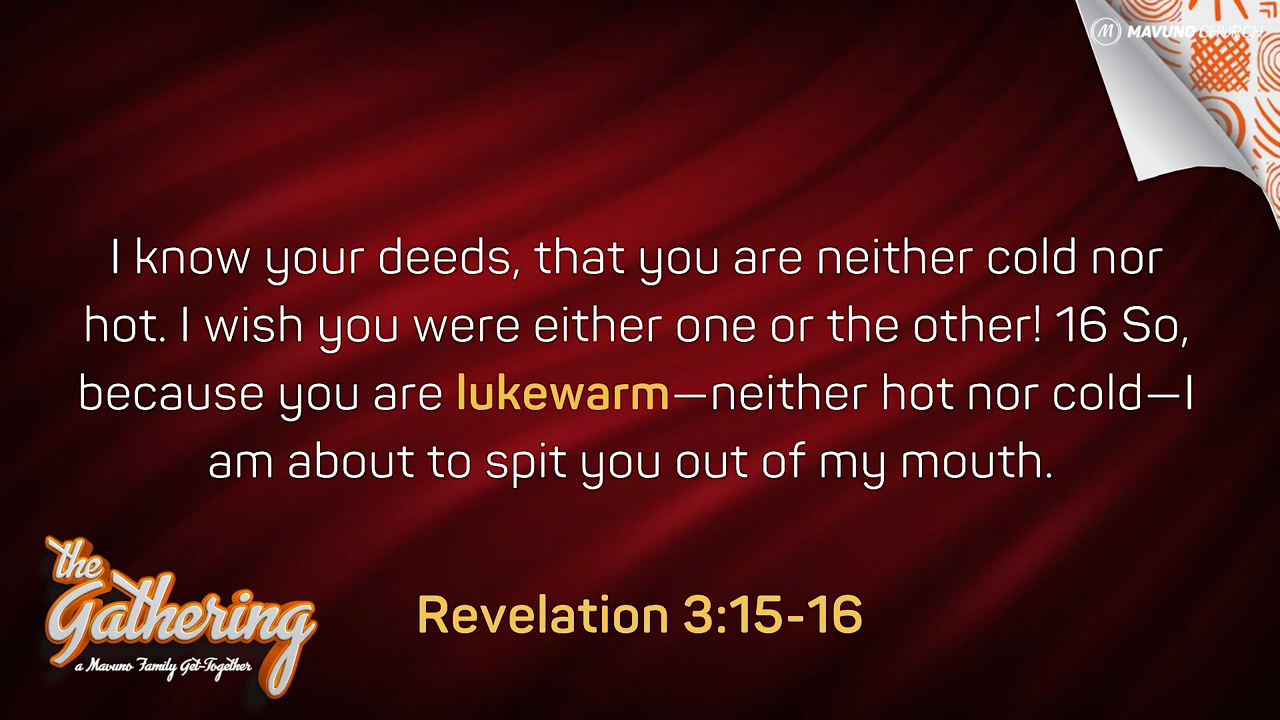 MAVUNO CHURCH
I know your deeds, that you are neither cold nor
hot. I wish you were either one or the other! 16 So,
because you are lukewarm—neither hot nor cold—I
am about to spit you out of my mouth.
the
Gathering
a Mavuno Family Get-Together
Revelation 3:15-16